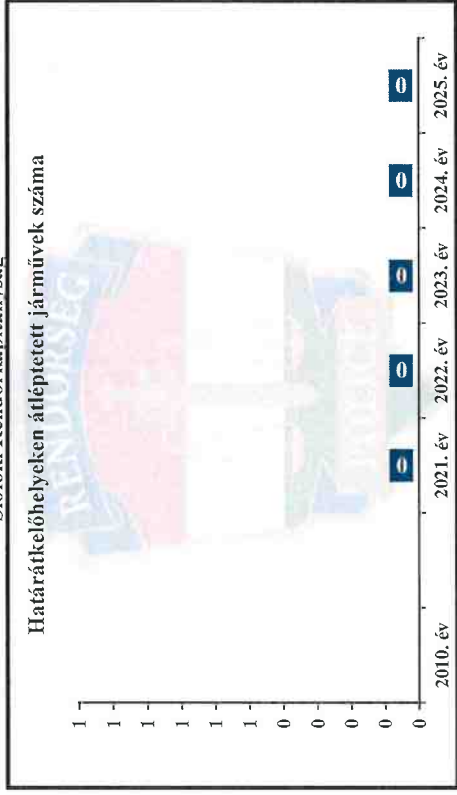 Rendőrkapitányság
Határátkelőhelyeken átléptetett járművek száma
RENDŐRSÉG
1
1
1
1
1
1
0
0
0
0
0
0 0 0 0 0
2010. év 2021. év 2022. év 2023. év 2024. év 2025. év